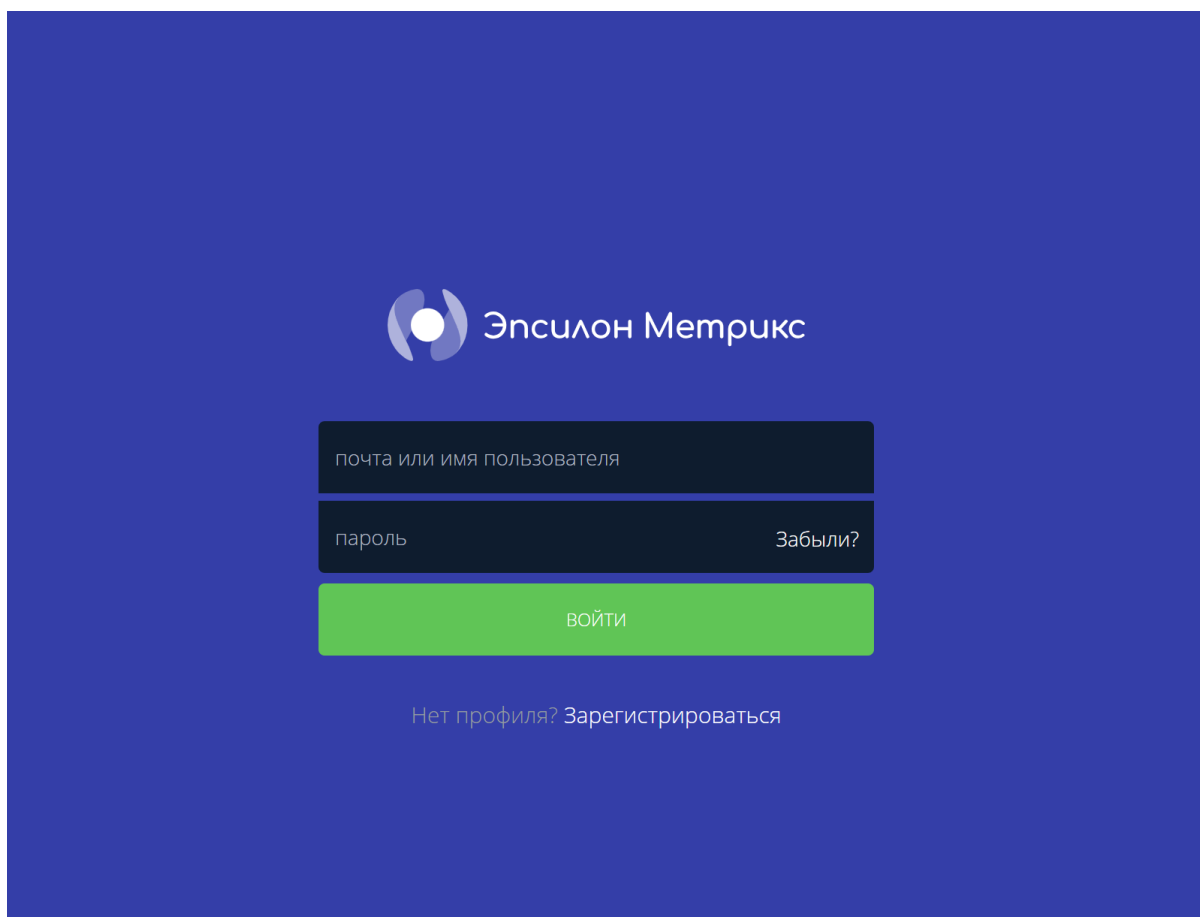 Эпсилон Метрикс
почта или имя пользователя
пароль Забыли?
ВОЙТИ
Нет профиля? Зарегистрироваться